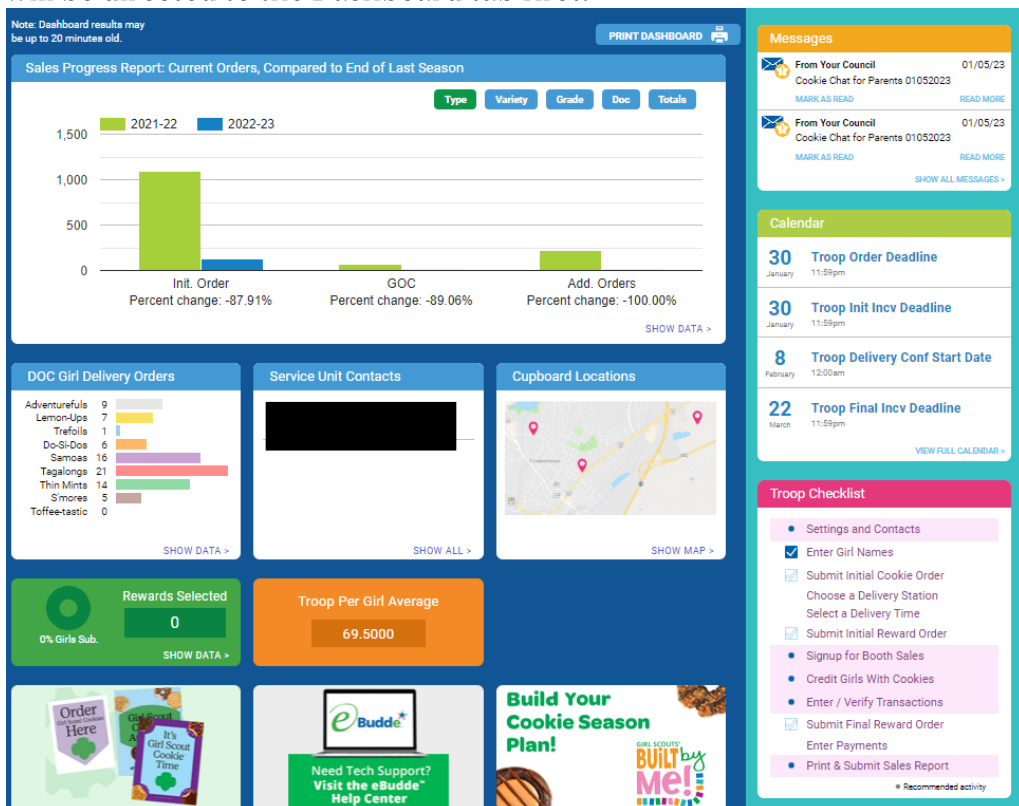 Note: Dashboard results may
be up to 20 minutes old.
PRINT DASHBOARD
Sales Progress Report: Current Orders, Compared to End of Last Season
Type Variety Grade Doc Totals
2021-22 2022-23
1,500
1,000
500
0
Init. Order GOC Add. Orders
Percent change: -87.91% Percent change: -89.06% Percent change: -100.00%
SHOW DATA >
DOC Girl Delivery Orders
Adventurefuls 9
Lemon-Ups 7
Trefoils 1
Do-Si-Dos 6
Samoas 16
Tagalongs 21
Thin Mints 14
S'mores 5
Toffee-tastic 0
SHOW DATA >
Service Unit Contacts
SHOW ALL >
Cupboard Locations
SHOW MAP >
Rewards Selected
0
0% Girls Sub.
SHOW DATA >
Troop Per Girl Average
69.5000
Order
Girl Scout Cookies
Here
It's
Girl Scout
Cookie
Time
eBudde
Need Tech Support?
Visit the eBudde™
Help Center
Build Your
Cookie Season
Plan!
GIRL SCOUTS'
BUiLT by
Me!
Messages
From Your Council 01/05/23
Cookie Chat for Parents 01052023
MARK AS READ READ MORE
From Your Council 01/05/23
Cookie Chat for Parents 01052023
MARK AS READ READ MORE
SHOW ALL MESSAGES >
Calendar
30 Troop Order Deadline
January 11:59pm
30 Troop Init Incv Deadline
January 11:59pm
8 Troop Delivery Conf Start Date
February 12:00am
22 Troop Final Incv Deadline
March 11:59pm
VIEW FULL CALENDAR >
Troop Checklist
Settings and Contacts
Enter Girl Names
Submit Initial Cookie Order
Choose a Delivery Station
Select a Delivery Time
Submit Initial Reward Order
Signup for Booth Sales
Credit Girls With Cookies
Enter / Verify Transactions
Submit Final Reward Order
Enter Payments
Print & Submit Sales Report
Recommended activity